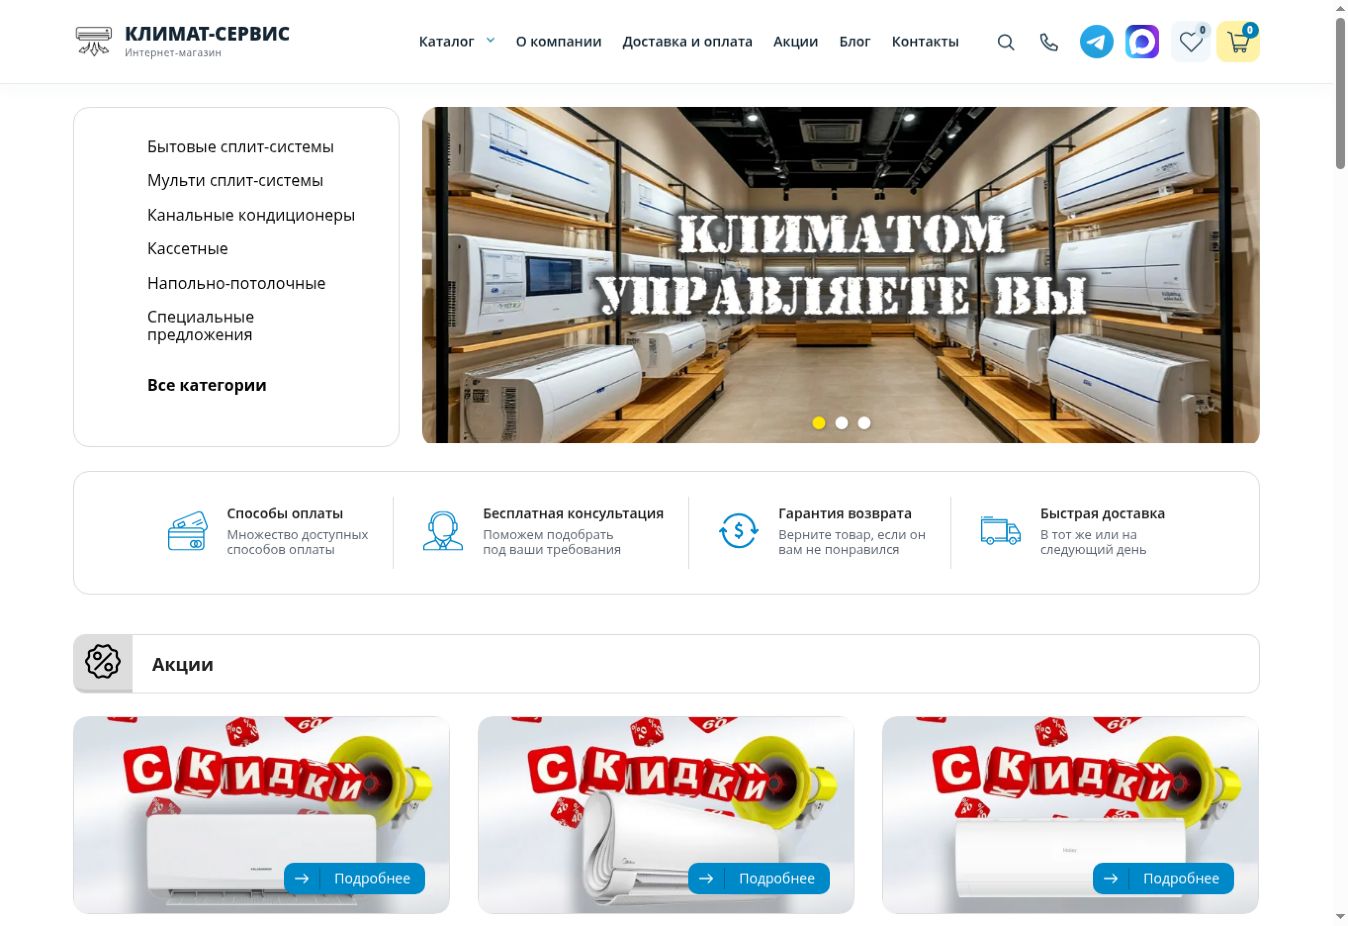 КЛИМАТ-СЕРВИС
Интернет-магазин
Каталог
О компании
Доставка и оплата
Акции
Блог
Контакты
0
0
Бытовые сплит-системы
Мульти сплит-системы
Канальные кондиционеры
Кассетные
Напольно-потолочные
Специальные
предложения
Все категории
КЛИМАТОМ
УПРАВЛЯЕТЕ ВЫ
Способы оплаты
Множество доступных
способов оплаты
Бесплатная консультация
Поможем подобрать
под ваши требования
Гарантия возврата
Верните товар, если он
вам не понравился
Быстрая доставка
В тот же или на
следующий день
Акции
СКИДКИ
Подробнее
СКИДКИ
Midea
Подробнее
СКИДКИ
Haier
Подробнее